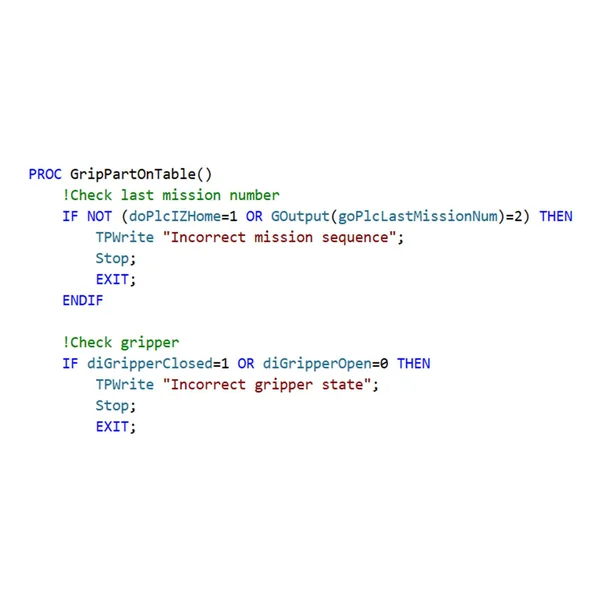 PROC GripPartOnTable()
!Check last mission number
IF NOT (doPlcIZHome=1 OR GOutput(goPlcLastMissionNum)=2) THEN
TPWrite "Incorrect mission sequence";
Stop;
EXIT;
ENDIF
!Check gripper
IF diGripperClosed=1 OR diGripperOpen=0 THEN
TPWrite "Incorrect gripper state";
Stop;
EXIT;